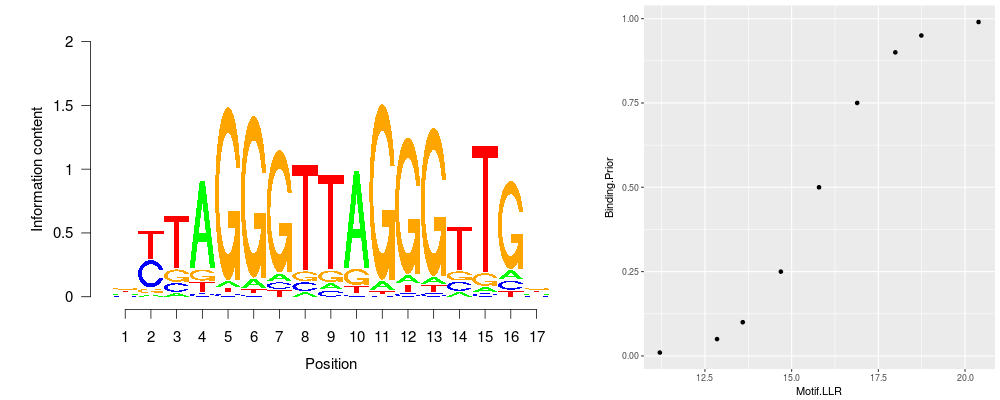 Information content
2
1.5
1
0.5
0
TTAGGGTTAGGGTTG
C
1 2 3 4 5 6 7 8 9 10 11 12 13 14 15 16 17
Position
Binding.Prior
1.00
0.75
0.50
0.25
0.00
12.5 15.0 17.5 20.0
Motif.LLR